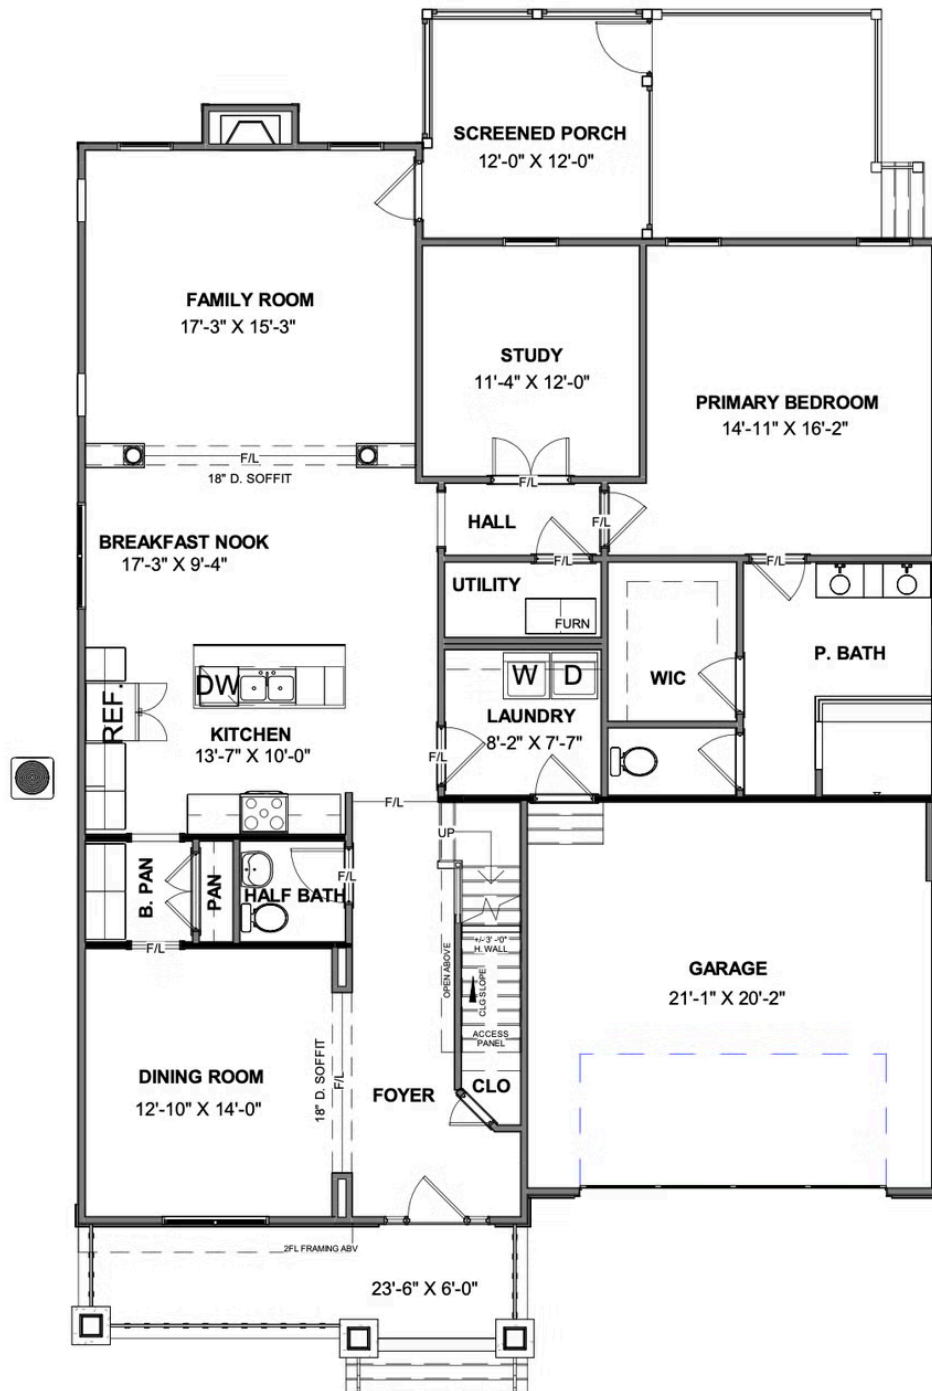 SCREENED PORCH
12'-0" X 12'-0"
FAMILY ROOM
17'-3" X 15'-3"
STUDY
11'-4" X 12'-0"
PRIMARY BEDROOM
14'-11" X 16'-2"
F/L
18" D. SOFFIT
F/L
HALL
F/L
BREAKFAST NOOK
17'-3" X 9'-4"
F/L
F/L
UTILITY
FURN
P. BATH
WIC
DW
W
D
REF.
LAUNDRY
8'-2" X 7'-7"
KITCHEN
13'-7" X 10'-0"
F/L
F/L
UP
B. PAN
PAN
HALF BATH
F/L
F/L
+/-3'-0"
H. WALL
OPEN ABOVE
CLG SLOPE
GARAGE
21'-1" X 20'-2"
ACCESS
PANEL
DINING ROOM
12'-10" X 14'-0"
18" D. SOFFIT
F/L
FOYER
CLO
2FL FRAMING ABV
23'-6" X 6'-0"